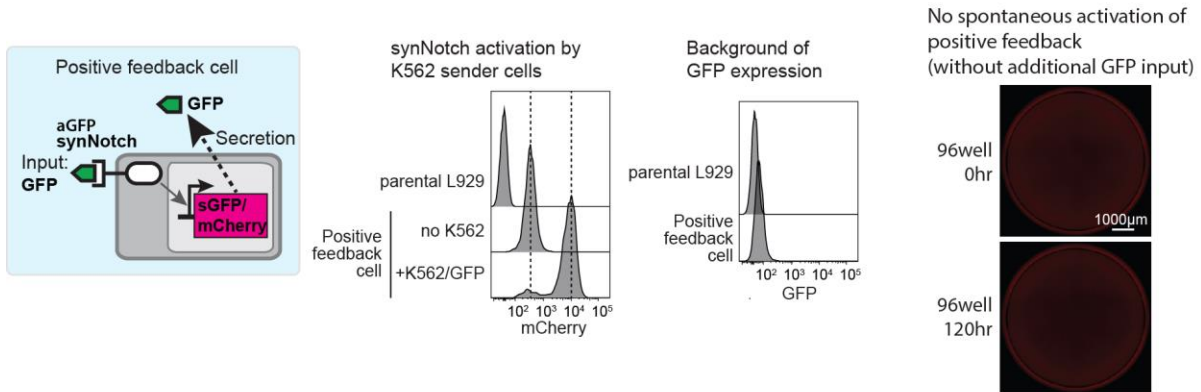 Positive feedback cell
GFP
aGFP
synNotch
Secretion
Input:
GFP
sGFP/
mCherry
synNotch activation by
K562 sender cells
parental L929
no K562
Positive
feedback
cell
+K562/GFP
10² 10³ 10⁴ 10⁵
mCherry
Background of
GFP expression
parental L929
Positive
feedback
cell
10² 10³ 10⁴ 10⁵
GFP
No spontaneous activation of
positive feedback
(without additional GFP input)
96well
0hr
1000µm
96well
120hr